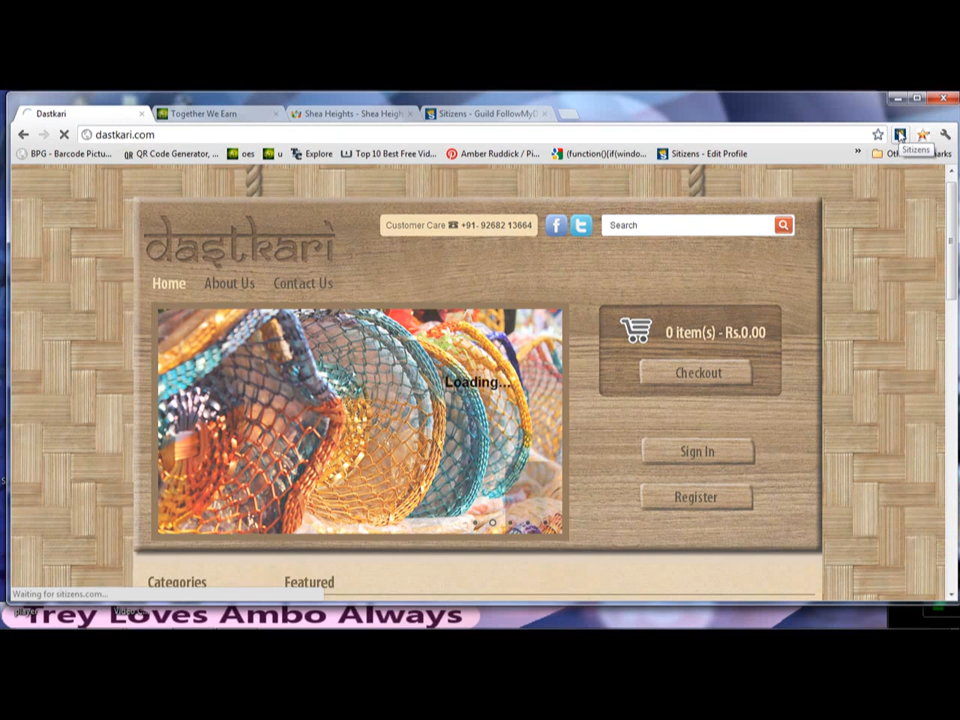 Dastkari
Together We Earn
Shea Heights - Shea Heigh
Sitizens - Guild FollowMyD
dastkari.com
BPG - Barcode Pictu...
QR Code Generator, ...
oes
u
Explore
Top 10 Best Free Vid...
Amber Ruddick / Pi...
(function(){if(windo...
Sitizens - Edit Profile
»
Sitizens
dastkari
Customer Care ☎ +91- 92682 13664
Search
Home
About Us
Contact Us
Loading...
0 item(s) - Rs.0.00
Checkout
Sign In
Register
Categories
Featured
Waiting for sitizens.com...
Trey Loves Ambo Always